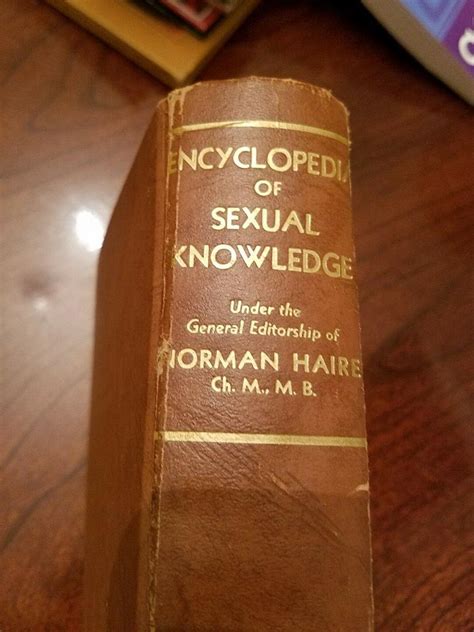 ENCYCLOPEDIA
OF
SEXUAL
KNOWLEDGE
Under the
General Editorship of
NORMAN HAIRE
Ch. M., M. B.